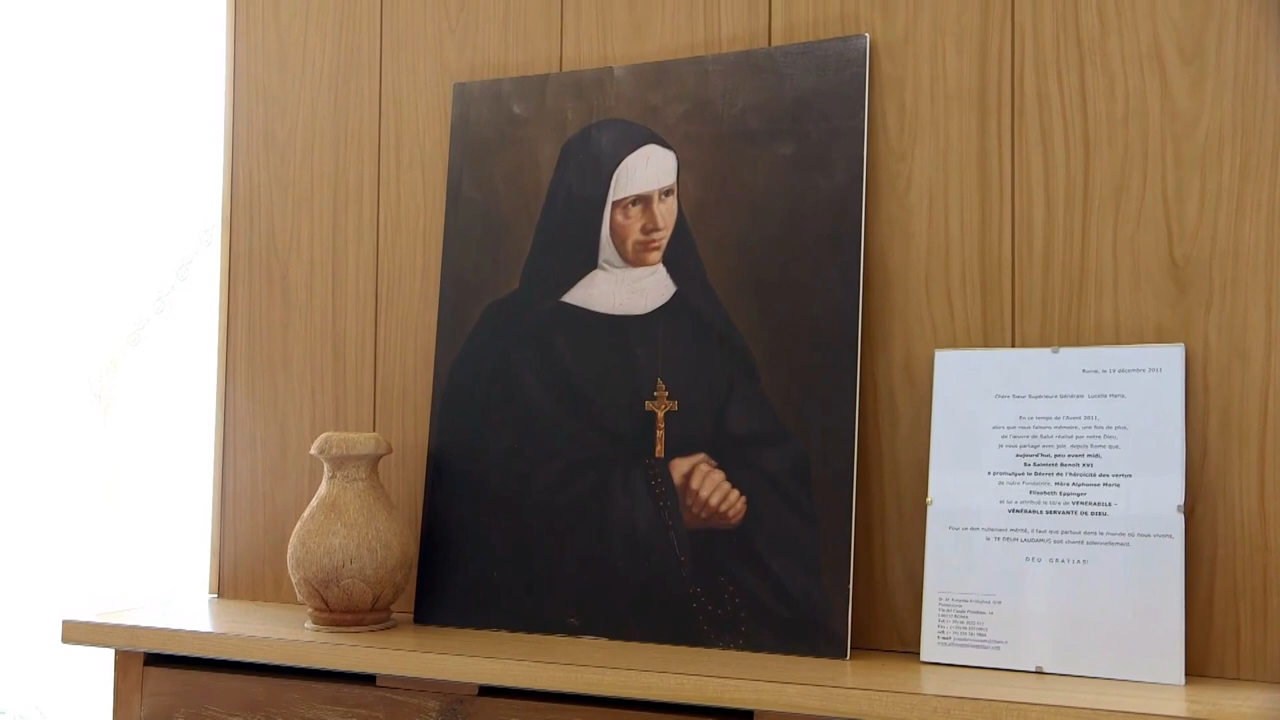 Rome, le 19 décembre 2011
Chère Sœur Supérieure Générale Lucella Maria,
En ce temps de l'Avent 2011,
alors que nous faisons mémoire, une fois de plus,
de l'œuvre de Salut réalisé par notre Dieu,
je vous partage avec joie, depuis Rome que,
aujourd'hui, peu avant midi,
Sa Sainteté Benoît XVI
a promulgué le Décret de l'héroïcité des vertus
de notre Fondatrice, Mère Alphonse Marie
Elisabeth Eppinger
et lui a attribué le titre de VENERABILE –
VÉNÉRABLE SERVANTE DE DIEU.
Pour ce don nullement mérité, il faut que partout dans le monde où nous vivons,
le TE DEUM LAUDAMUS soit chanté solennellement.
DEO GRATIAS!